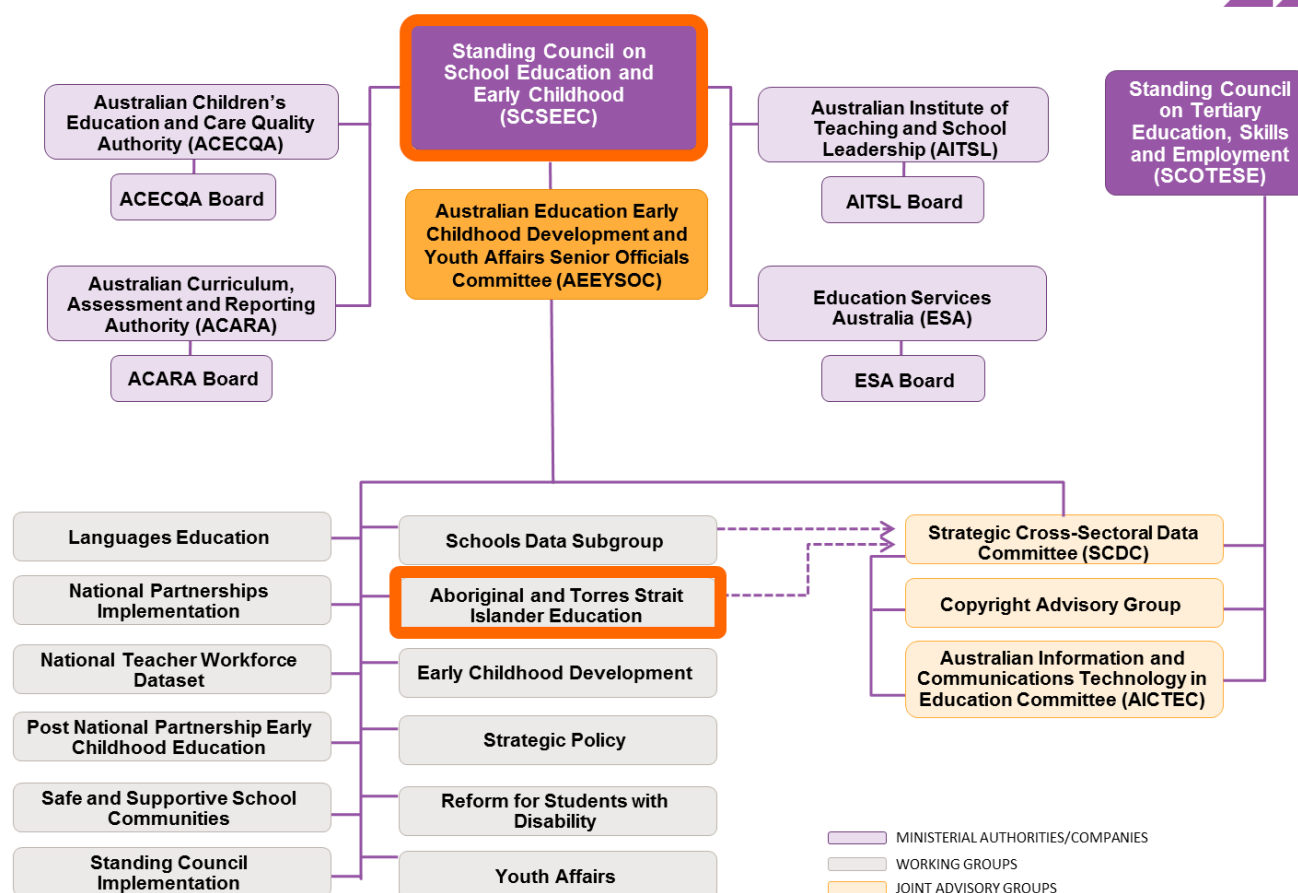 Standing Council on
School Education and
Early Childhood
(SCSEEC)
Australian Children's
Education and Care Quality
Authority (ACECQA)
ACECQA Board
Australian Institute of
Teaching and School
Leadership (AITSL)
AITSL Board
Standing Council
on Tertiary
Education, Skills
and Employment
(SCOTESE)
Australian Education Early
Childhood Development and
Youth Affairs Senior Officials
Committee (AEEYSOC)
Australian Curriculum,
Assessment and Reporting
Authority (ACARA)
ACARA Board
Education Services
Australia (ESA)
ESA Board
Languages Education
National Partnerships
Implementation
National Teacher Workforce
Dataset
Post National Partnership Early
Childhood Education
Safe and Supportive School
Communities
Standing Council
Implementation
Schools Data Subgroup
Aboriginal and Torres Strait
Islander Education
Early Childhood Development
Strategic Policy
Reform for Students with
Disability
Youth Affairs
Strategic Cross-Sectoral Data
Committee (SCDC)
Copyright Advisory Group
Australian Information and
Communications Technology in
Education Committee (AICTEC)
MINISTERIAL AUTHORITIES/COMPANIES
WORKING GROUPS
JOINT ADVISORY GROUPS